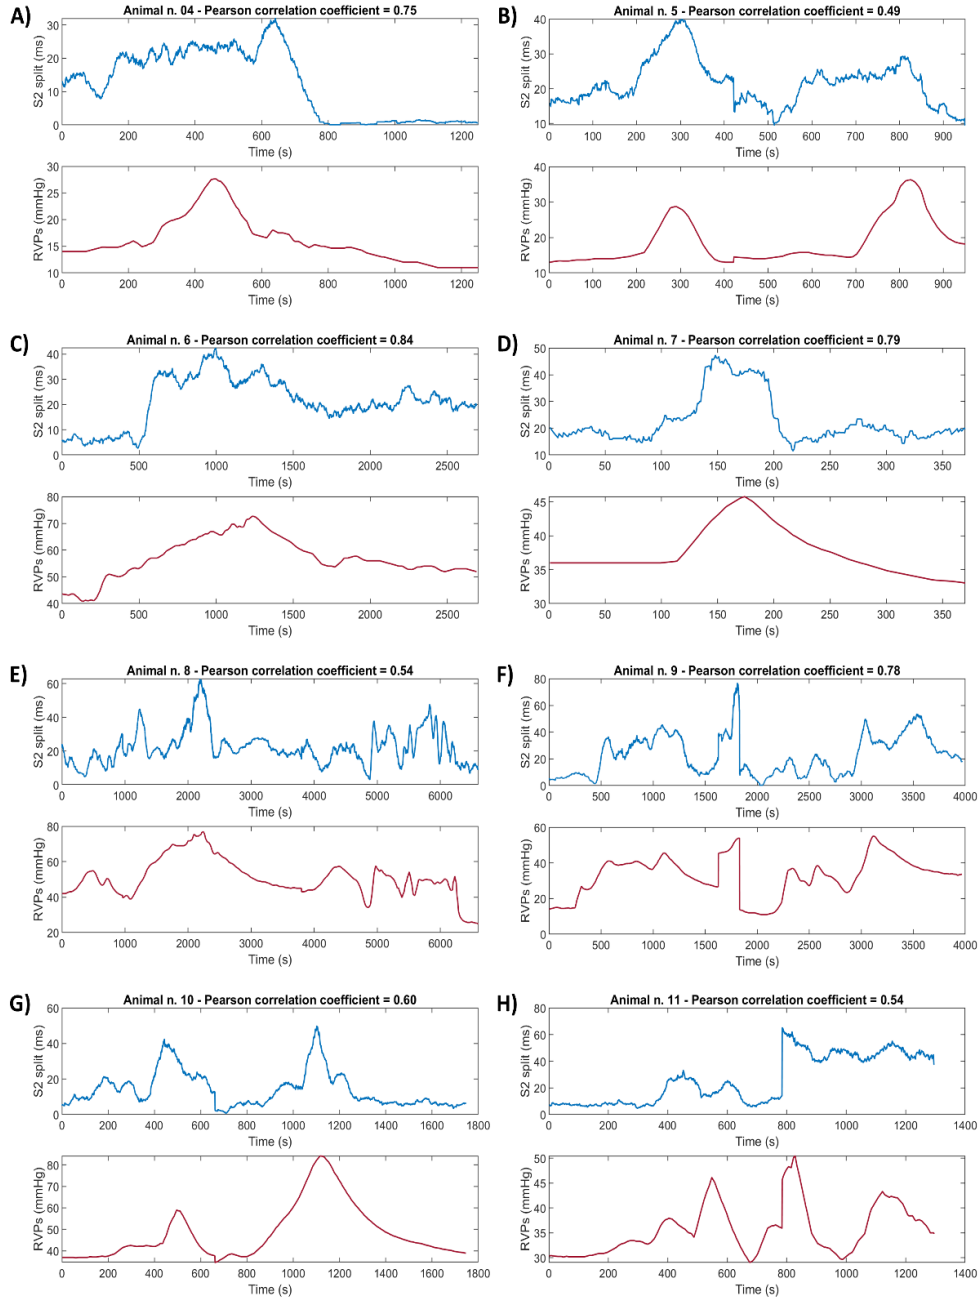 A) Animal n. 04 - Pearson correlation coefficient = 0.75
S2 split (ms)
30
20
10
0
0 200 400 600 800 1000 1200
Time (s)
RVPs (mmHg)
30
25
20
15
10
0 200 400 600 800 1000 1200
Time (s)
B) Animal n. 5 - Pearson correlation coefficient = 0.49
S2 split (ms)
40
30
20
10
0 100 200 300 400 500 600 700 800 900
Time (s)
RVPs (mmHg)
40
30
20
10
0 100 200 300 400 500 600 700 800 900
Time (s)
C) Animal n. 6 - Pearson correlation coefficient = 0.84
S2 split (ms)
40
30
20
10
0
0 500 1000 1500 2000 2500
Time (s)
RVPs (mmHg)
80
70
60
50
40
0 500 1000 1500 2000 2500
Time (s)
D) Animal n. 7 - Pearson correlation coefficient = 0.79
S2 split (ms)
50
40
30
20
10
0 50 100 150 200 250 300 350
Time (s)
RVPs (mmHg)
45
40
35
30
0 50 100 150 200 250 300 350
Time (s)
E) Animal n. 8 - Pearson correlation coefficient = 0.54
S2 split (ms)
60
40
20
0
0 1000 2000 3000 4000 5000 6000
Time (s)
RVPs (mmHg)
80
60
40
20
0 1000 2000 3000 4000 5000 6000
Time (s)
F) Animal n. 9 - Pearson correlation coefficient = 0.78
S2 split (ms)
80
60
40
20
0
0 500 1000 1500 2000 2500 3000 3500 4000
Time (s)
RVPs (mmHg)
60
40
20
0
0 500 1000 1500 2000 2500 3000 3500 4000
Time (s)
G) Animal n. 10 - Pearson correlation coefficient = 0.60
S2 split (ms)
60
40
20
0
0 200 400 600 800 1000 1200 1400 1600 1800
Time (s)
RVPs (mmHg)
80
60
40
0 200 400 600 800 1000 1200 1400 1600 1800
Time (s)
H) Animal n. 11 - Pearson correlation coefficient = 0.54
S2 split (ms)
80
60
40
20
0
0 200 400 600 800 1000 1200 1400
Time (s)
RVPs (mmHg)
50
45
40
35
30
0 200 400 600 800 1000 1200 1400
Time (s)